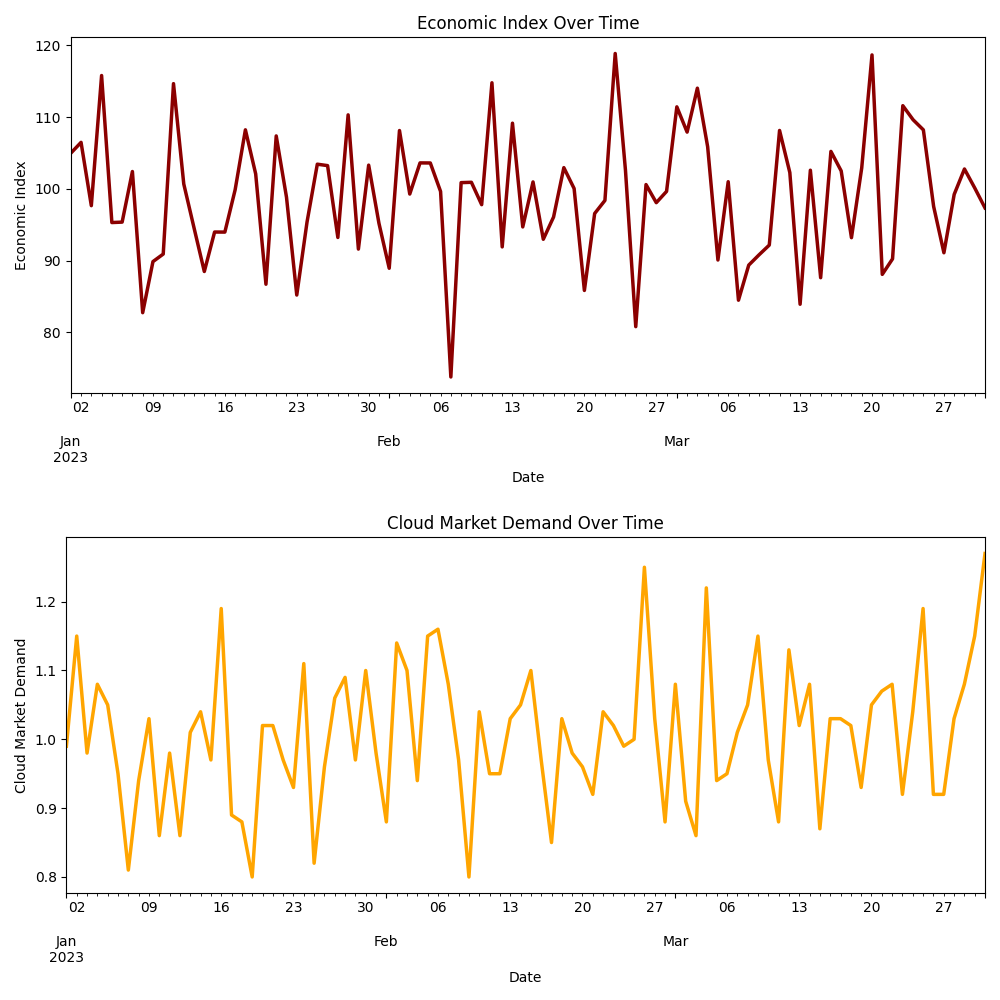 Economic Index Over Time
120
110
100
90
80
Economic Index
02 09 16 23 30 06 13 20 27 06 13 20 27
Jan Feb Mar
2023
Date
Cloud Market Demand Over Time
1.2
1.1
1.0
0.9
0.8
Cloud Market Demand
02 09 16 23 30 06 13 20 27 06 13 20 27
Jan Feb Mar
2023
Date